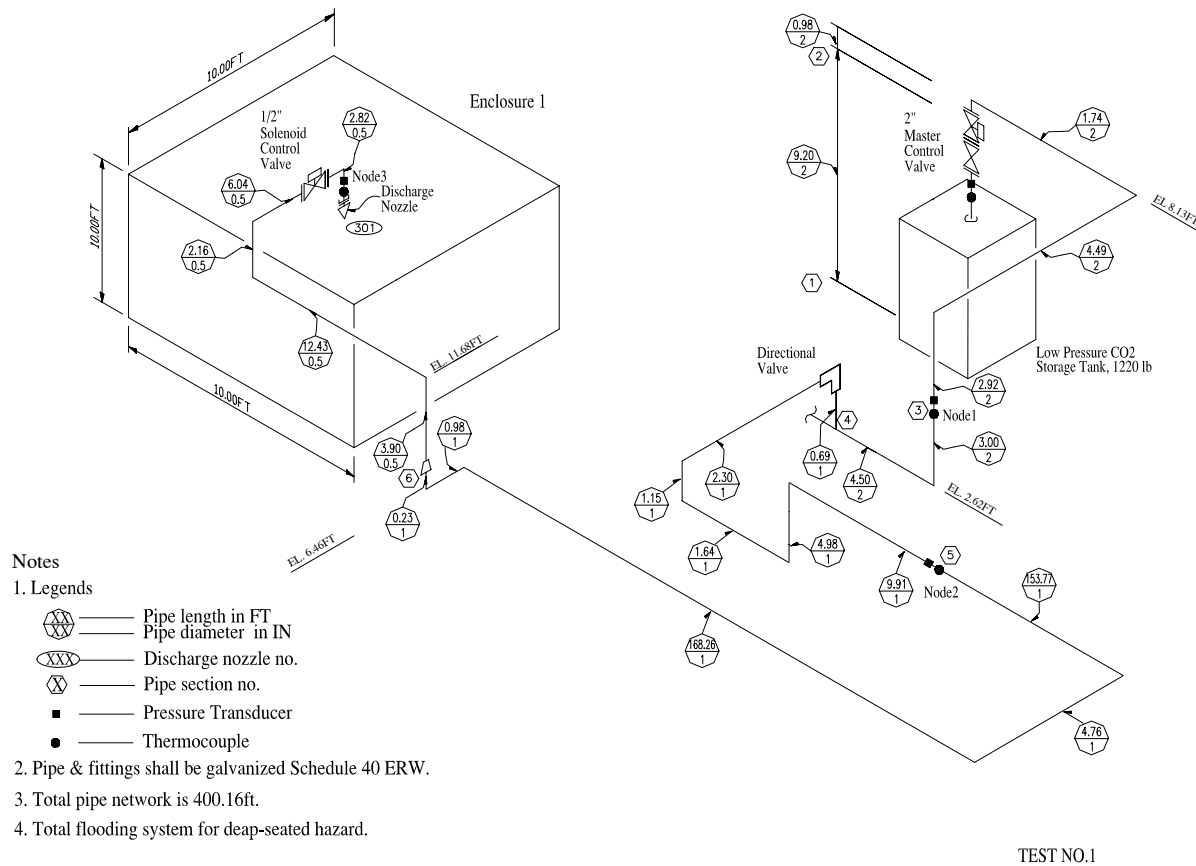 10.00FT
Enclosure 1
1/2"
Solenoid
Control
Valve
2.82
0.5
6.04
0.5
Node3
Discharge
Nozzle
301
10.00FT
2.16
0.5
12.43
0.5
EL. 11.68FT
10.00FT
3.90
0.5
0.98
1
6
0.23
1
EL. 6.46FT
0.98
2
2
9.20
2
1
2"
Master
Control
Valve
1.74
2
EL 8.13FT
4.49
2
Low Pressure CO2
Storage Tank, 1220 lb
Directional
Valve
2.92
2
3
Node1
3.00
2
4
0.69
1
4.50
2
EL. 2.62FT
2.30
1
1.15
1
1.64
1
4.98
1
9.91
1
5
Node2
153.77
1
168.26
1
4.76
1
Notes
1. Legends
XX
XX
Pipe length in FT
Pipe diameter in IN
XXX
Discharge nozzle no.
X
Pipe section no.
Pressure Transducer
Thermocouple
2. Pipe & fittings shall be galvanized Schedule 40 ERW.
3. Total pipe network is 400.16ft.
4. Total flooding system for deap-seated hazard.
TEST NO.1